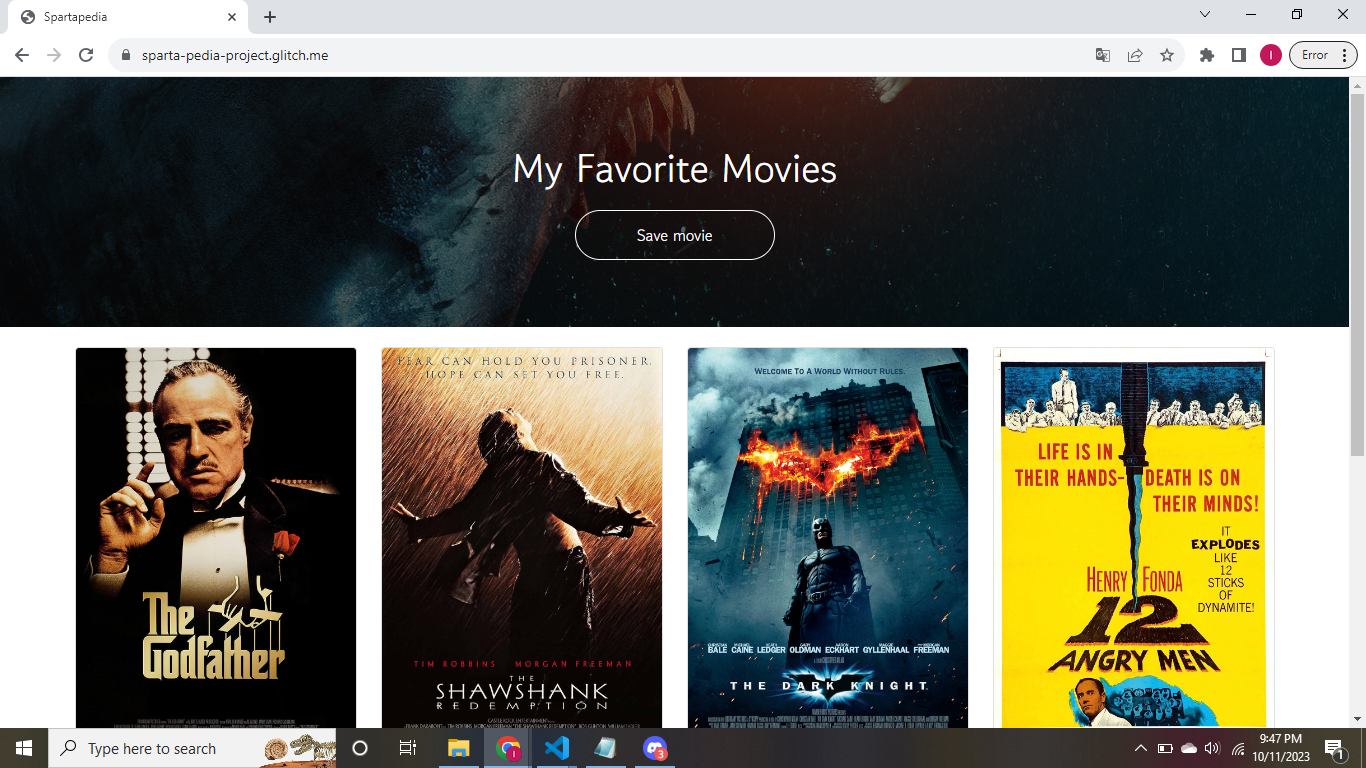 Spartapedia
sparta-pedia-project.glitch.me
I
Error
My Favorite Movies
Save movie
The
Godfather
FEAR CAN HOLD YOU PRISONER.
HOPE CAN SET YOU FREE.
TIM ROBBINS MORGAN FREEMAN
THE
SHAWSHANK
REDEMPTION
WELCOME TO A WORLD WITHOUT RULES.
BALE CAINE LEDGER OLDMAN ECKHART GYLLENHAAL FREEMAN
THE DARK KNIGHT
LIFE IS IN
THEIR HANDS- DEATH IS ON
THEIR MINDS!
IT
EXPLODES
LIKE
12
STICKS
OF
DYNAMITE!
HENRY FONDA
12
ANGRY MEN
Type here to search
I
3
9:47 PM
10/11/2023
1